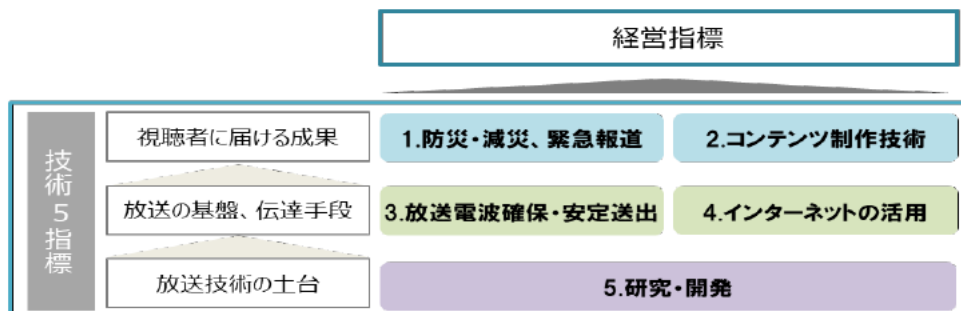 経営指標
技術5指標
視聴者に届ける成果
1.防災・減災、緊急報道
2.コンテンツ制作技術
放送の基盤、伝達手段
3.放送電波確保・安定送出
4.インターネットの活用
放送技術の土台
5.研究・開発